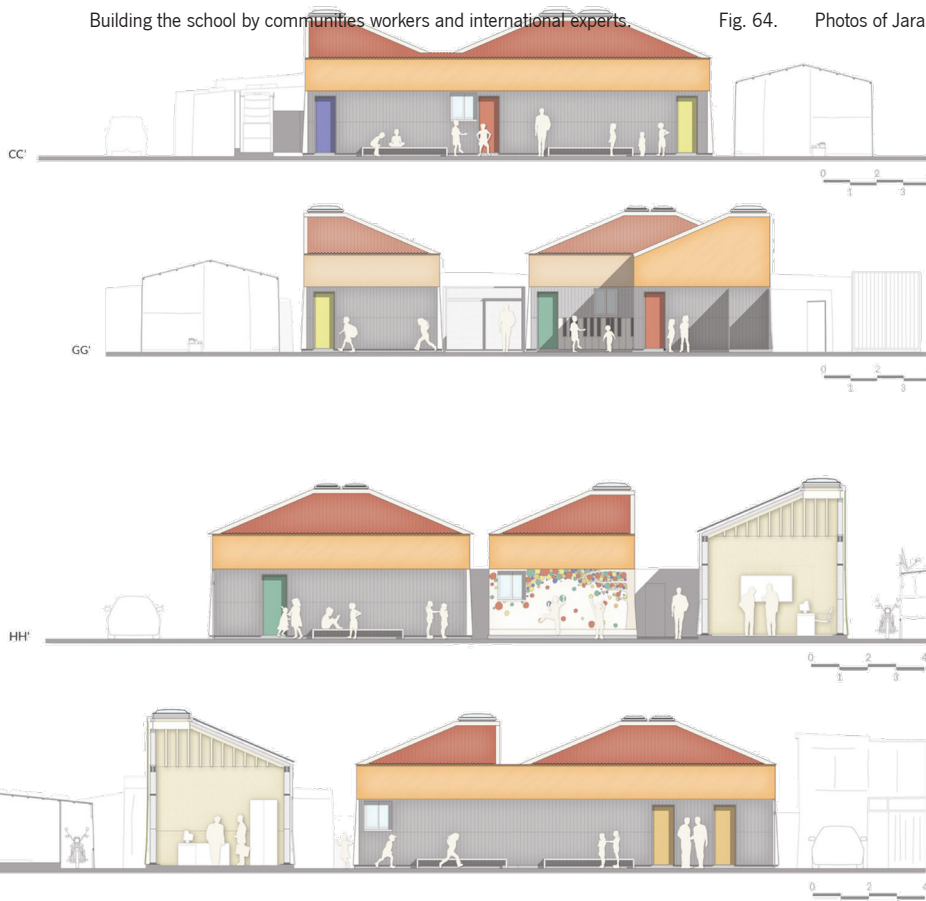 Building the school by communities workers and international experts. Fig. 64. Photos of Jara
CC'
0 2
1 3
GG'
0 2
1 3
HH'
0 2 4
1 3
0 2 4